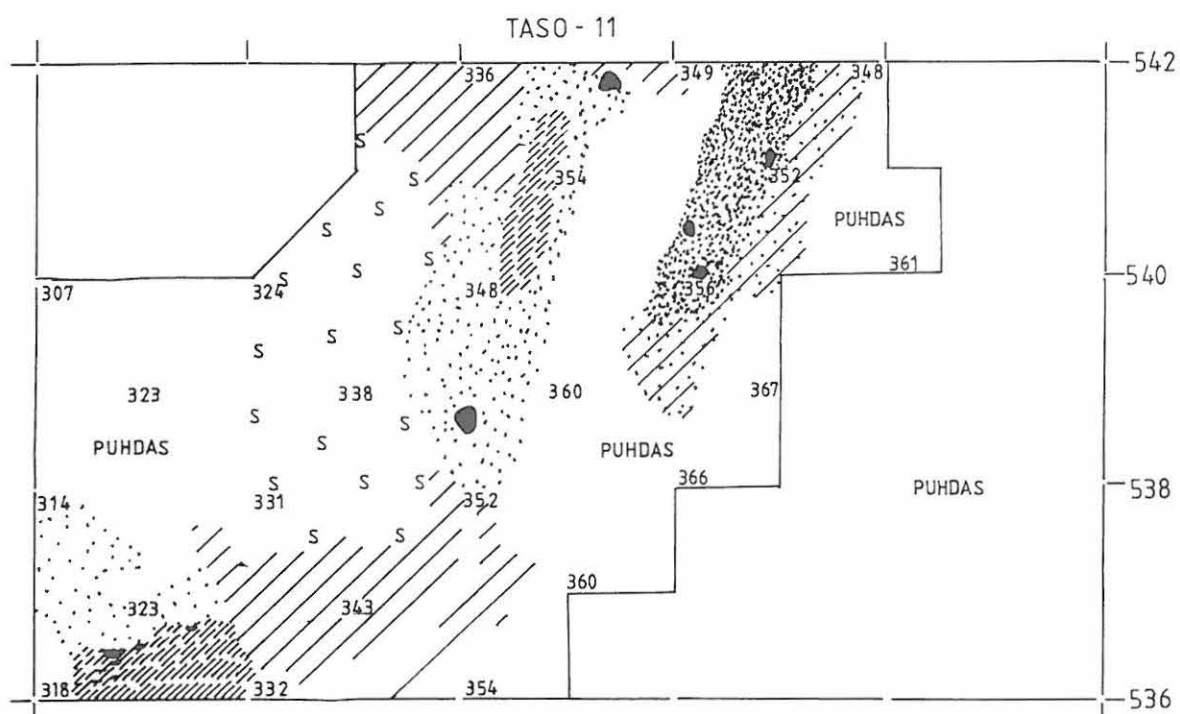 TASO - 11
542
336 349 348
S
S 354 352
S
S PUHDAS
S
S S 361 540
307 324 348 356
S S
S
323 338 360 367
S S
S
PUHDAS PUHDAS
S S S 366 538
314 331 352 PUHDAS
S S
360
323 343
318 332 354 536